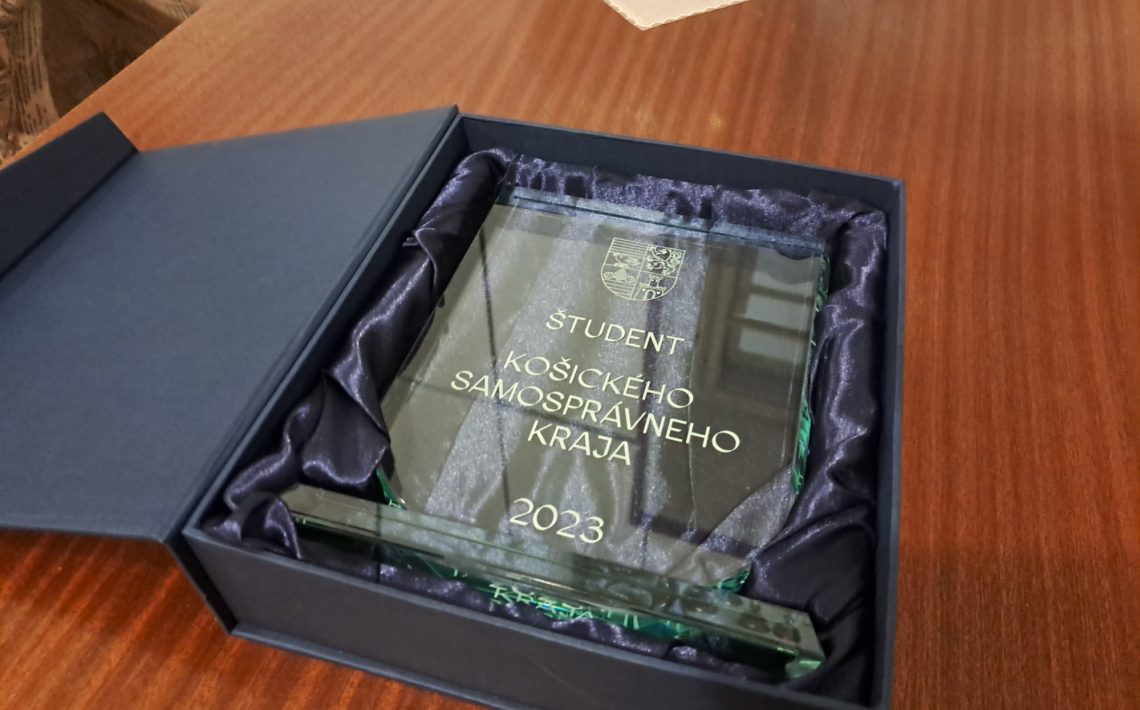 ŠTUDENT
KOŠICKÉHO
SAMOSPRÁVNEHO
KRAJA
2023